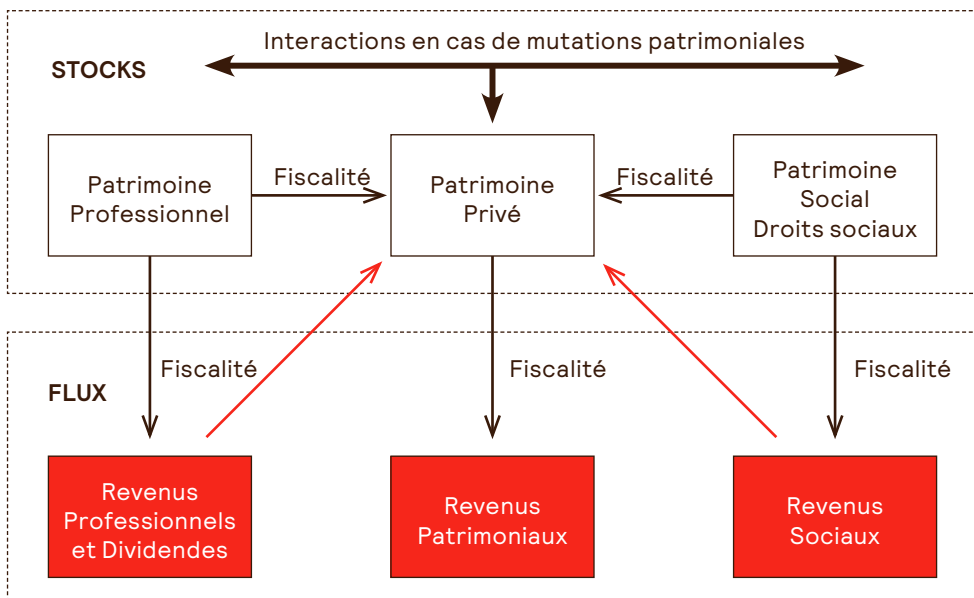 Interactions en cas de mutations patrimoniales
STOCKS
Patrimoine
Professionnel
Fiscalité
Patrimoine
Privé
Fiscalité
Patrimoine
Social
Droits sociaux
Fiscalité
Fiscalité
Fiscalité
FLUX
Revenus
Professionnels
et Dividendes
Revenus
Patrimoniaux
Revenus
Sociaux